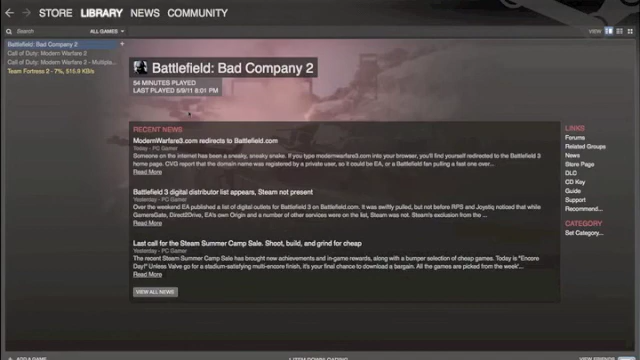 STORE LIBRARY NEWS COMMUNITY
Search ALL GAMES VIEW
Battlefield: Bad Company 2
Call of Duty: Modern Warfare 2
Call of Duty: Modern Warfare 2 - Multiple...
Team Fortress 2 - 7%, 515.9 KB/s
Battlefield: Bad Company 2
54 MINUTES PLAYED
LAST PLAYED 5/9/11 8:01 PM
RECENT NEWS
ModernWarfare3.com redirects to Battlefield.com
Today - PC Gamer
Someone on the internet has been a sneaky, sneaky snake. If you type modernwarfare3.com into your browser, you'll find yourself redirected to the Battlefield 3
home page. CVG report that the domain name was registered by a private user, so it could be EA, or a Battlefield fan pulling a fast one over...
Read More
Battlefield 3 digital distributor list appears, Steam not present
Yesterday - PC Gamer
Over the weekend EA published a list of digital outlets for Battlefield 3 on Battlefield.com. It was swiftly pulled, but not before RPS and Joystiq noticed that while
GamersGate, Direct2Drive, EA's own Origin and a number of other services were on the list, Steam was not. Steam's exclusion from the ...
Read More
Last call for the Steam Summer Camp Sale. Shoot, build, and grind for cheap
Yesterday - PC Gamer
The recent Steam Summer Camp Sale has brought new achievements and in-game rewards, along with a bumper selection of cheap games. Today is "Encore
Day!" Unless Valve go for a stadium-satisfying multi-encore finish, it's your final chance to download a bargain. All the games are picked from the week'...
Read More
VIEW ALL NEWS
LINKS
Forums
Related Groups
News
Store Page
DLC
CD Key
Guide
Support
Recommend...
CATEGORY
Set Category...